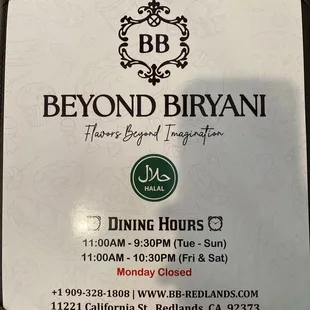 BB
BEYOND BIRYANI
Flavors Beyond Imagination
حلال
HALAL
DINING HOURS
11:00AM - 9:30PM (Tue - Sun)
11:00AM - 10:30PM (Fri & Sat)
Monday Closed
+1 909-328-1808 | WWW.BB-REDLANDS.COM
11221 California St., Redlands, CA, 92373